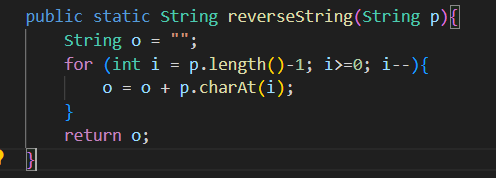 public static String reverseString(String p){
    String o = "";
    for (int i = p.length()-1; i>=0; i--){
        o = o + p.charAt(i);
    }
    return o;
}